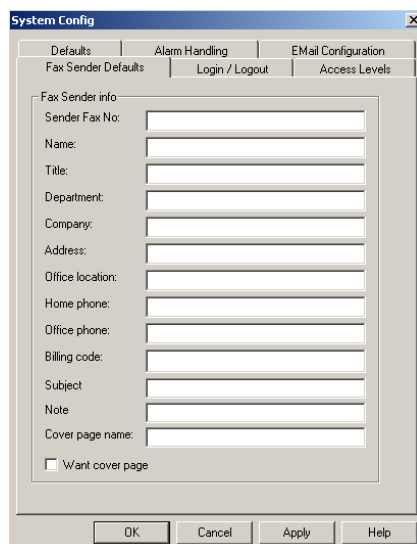 System Config
Defaults Alarm Handling EMail Configuration
Fax Sender Defaults Login / Logout Access Levels
Fax Sender info
Sender Fax No:
Name:
Title:
Department:
Company:
Address:
Office location:
Home phone:
Office phone:
Billing code:
Subject
Note
Cover page name:
Want cover page
OK Cancel Apply Help